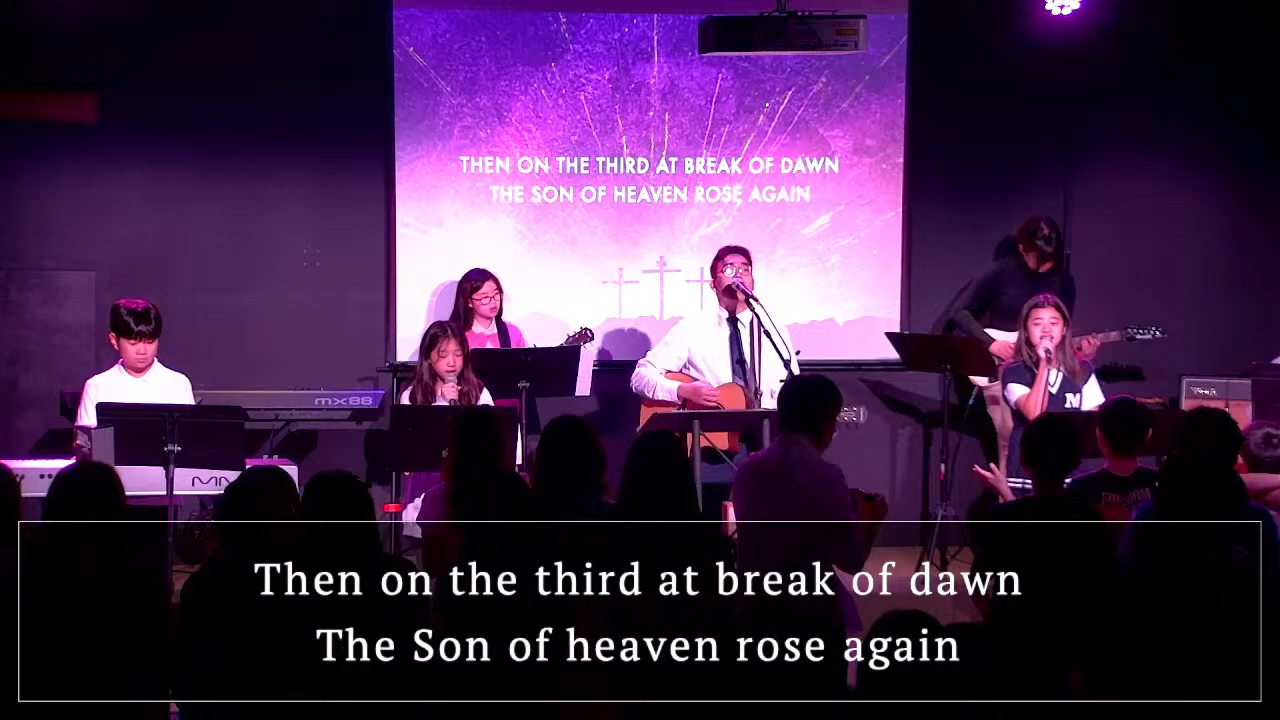 THEN ON THE THIRD AT BREAK OF DAWN
THE SON OF HEAVEN ROSE AGAIN
mx88
N
Then on the third at break of dawn
The Son of heaven rose again